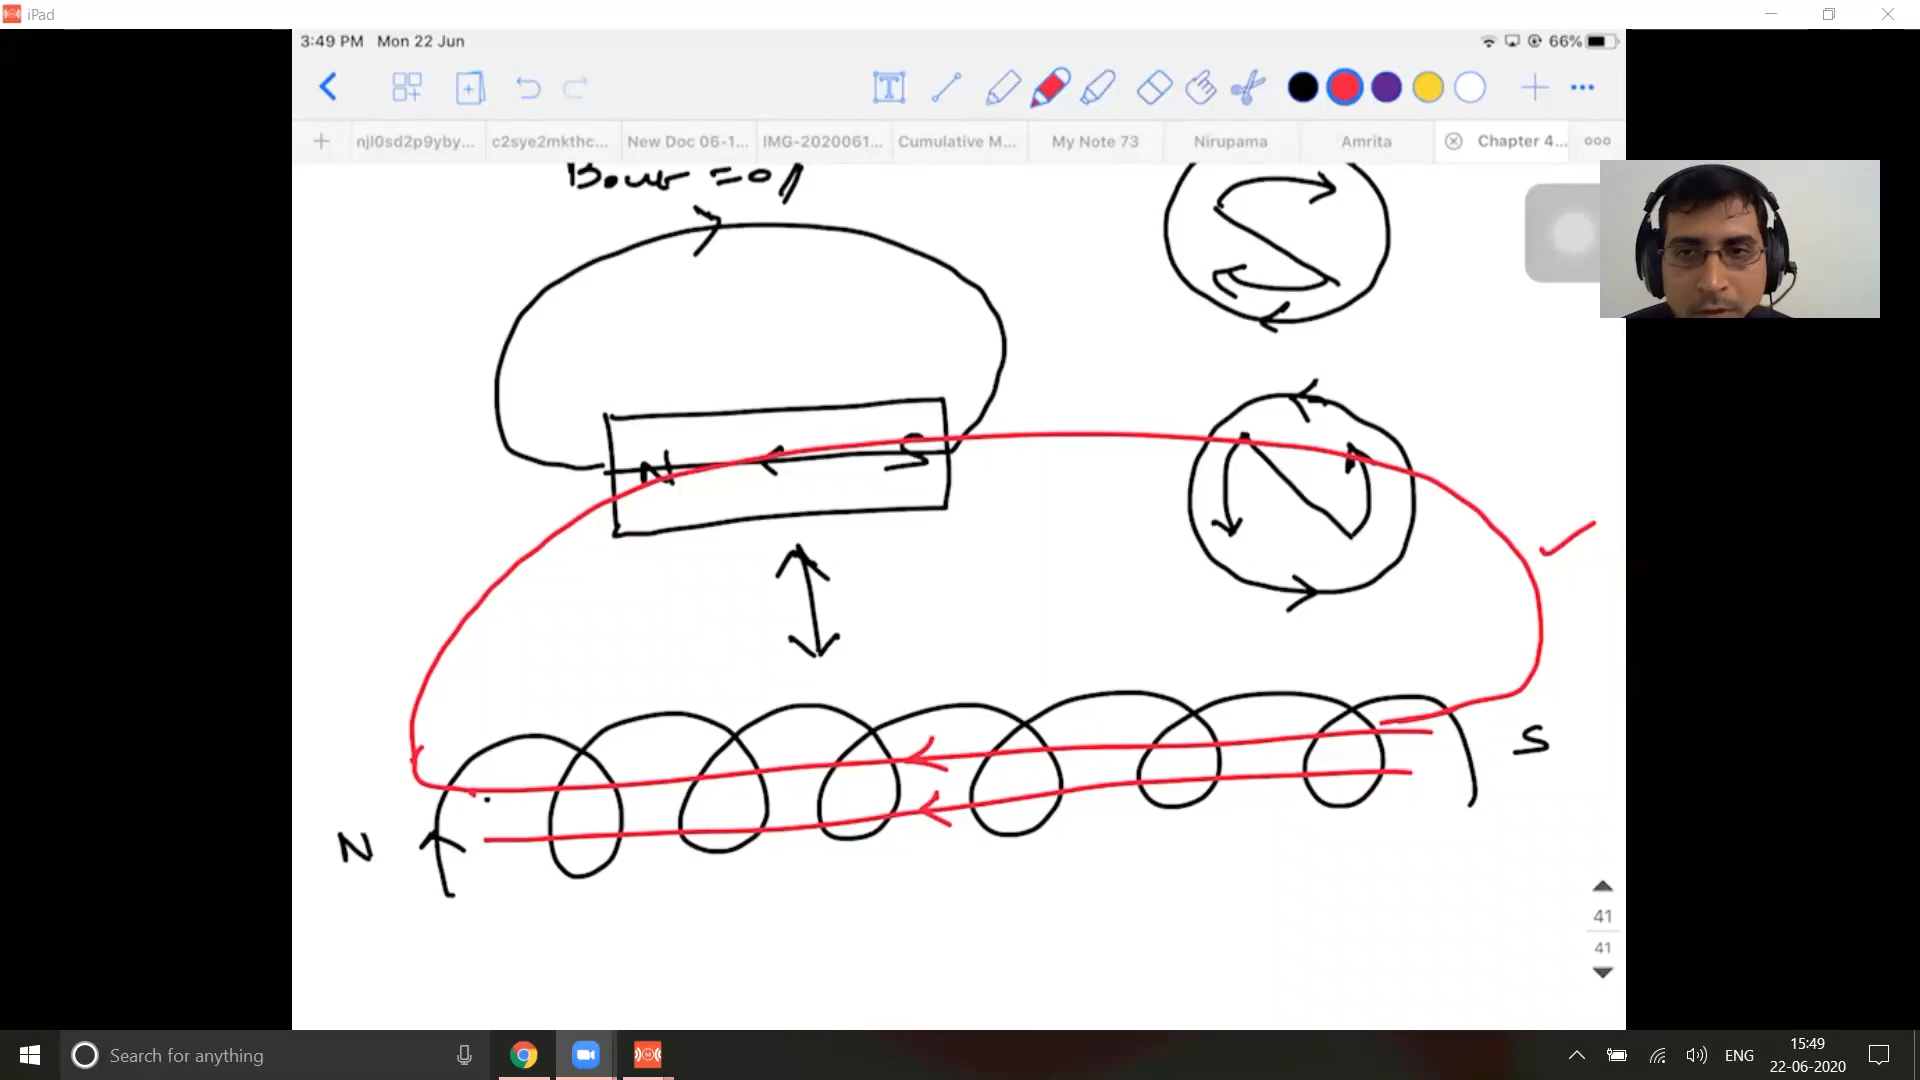 iPad
3:49 PM Mon 22 Jun
66%
T
njl0sd2p9yby...
c2sye2mkthc...
New Doc 06-1...
IMG-2020061...
Cumulative M...
My Note 73
Nirupama
Amrita
Chapter 4...
Bout = 0
N
S
S
N
41
41
Search for anything
ENG
15:49
22-06-2020